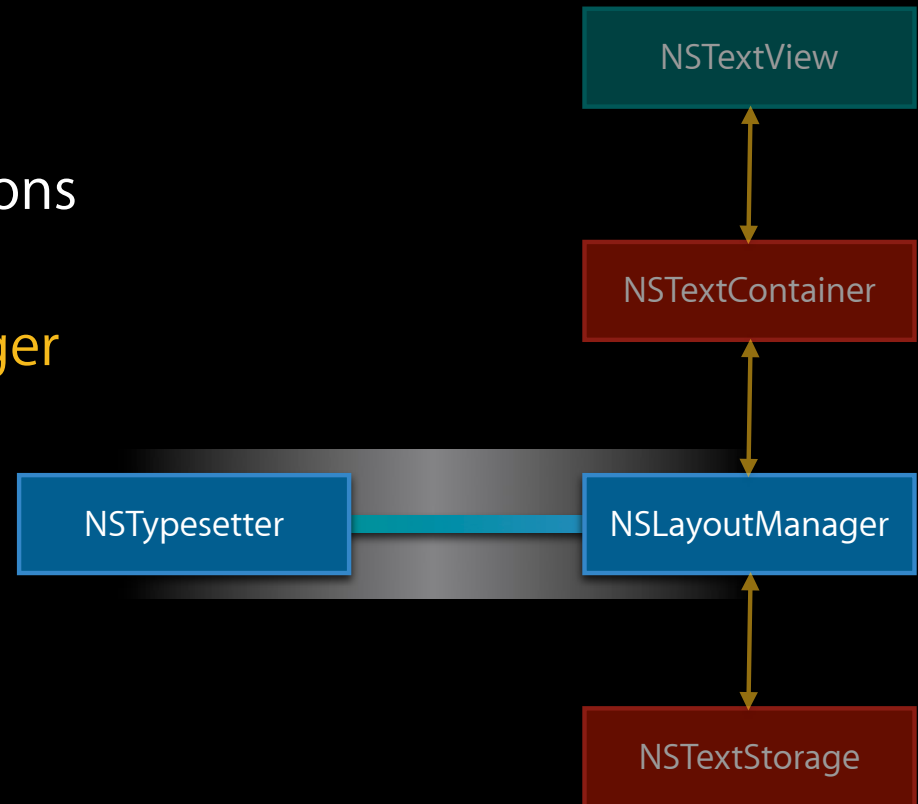 NSTextView
ons
NSTextContainer
ger
NSTypesetter
NSLayoutManager
NSTextStorage